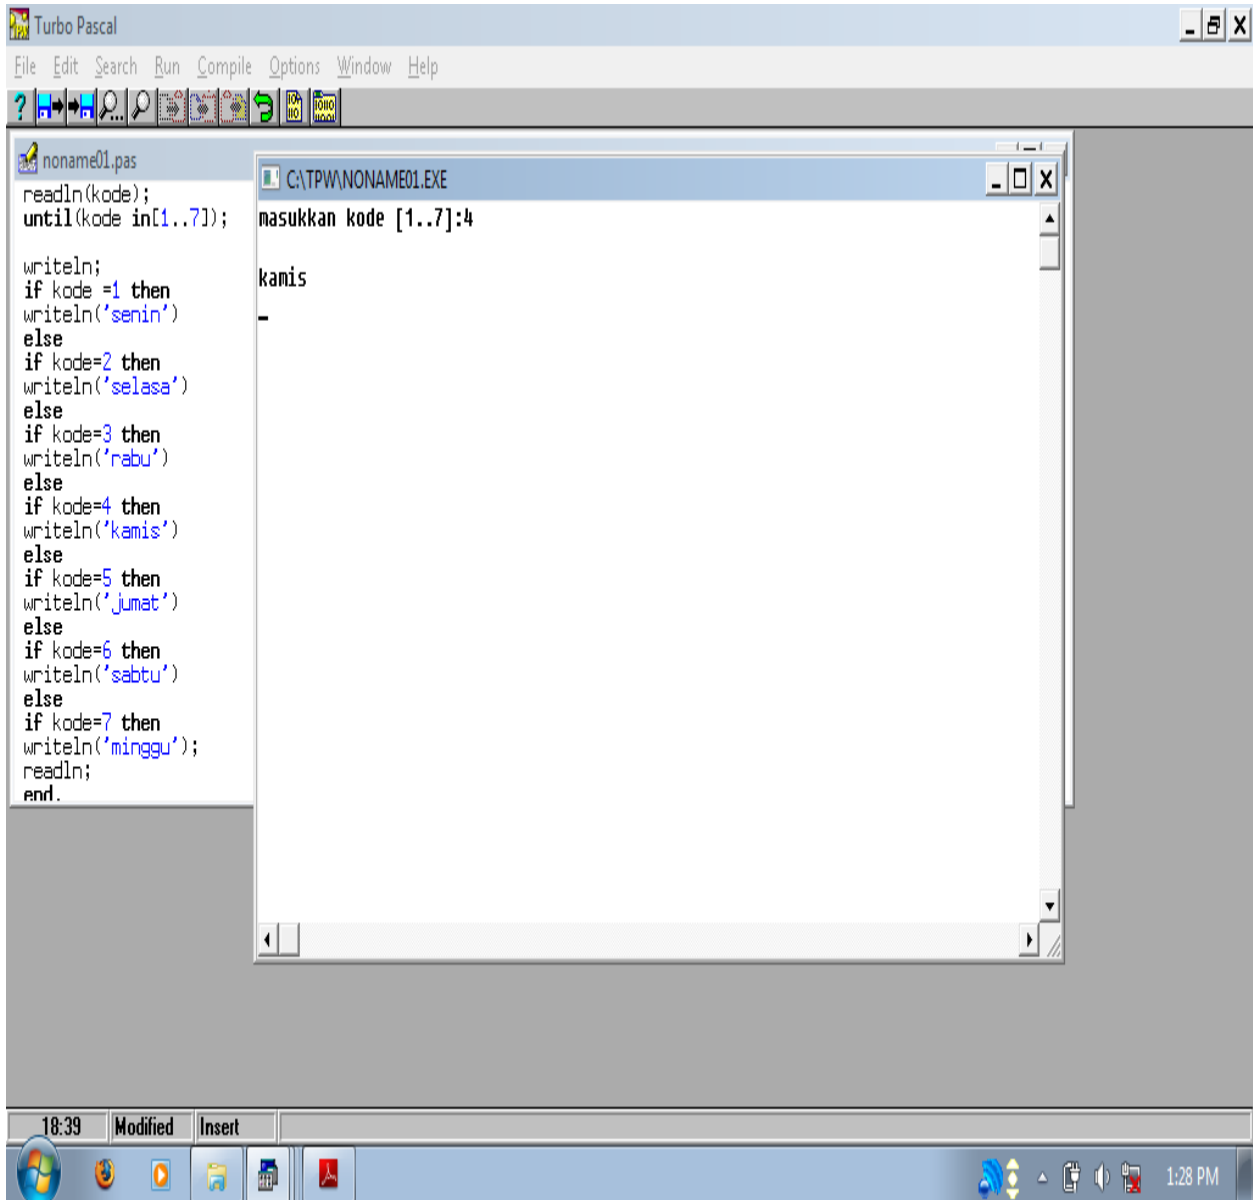 Turbo Pascal
File Edit Search Run Compile Options Window Help
noname01.pas
readln(kode);
until(kode in[1..7]);
writeln;
if kode =1 then
writeln('senin')
else
if kode=2 then
writeln('selasa')
else
if kode=3 then
writeln('rabu')
else
if kode=4 then
writeln('kamis')
else
if kode=5 then
writeln('jumat')
else
if kode=6 then
writeln('sabtu')
else
if kode=7 then
writeln('minggu');
readln;
end.
C:\TPW\NONAME01.EXE
masukkan kode [1..7]:4
kamis
18:39 Modified Insert
1:28 PM